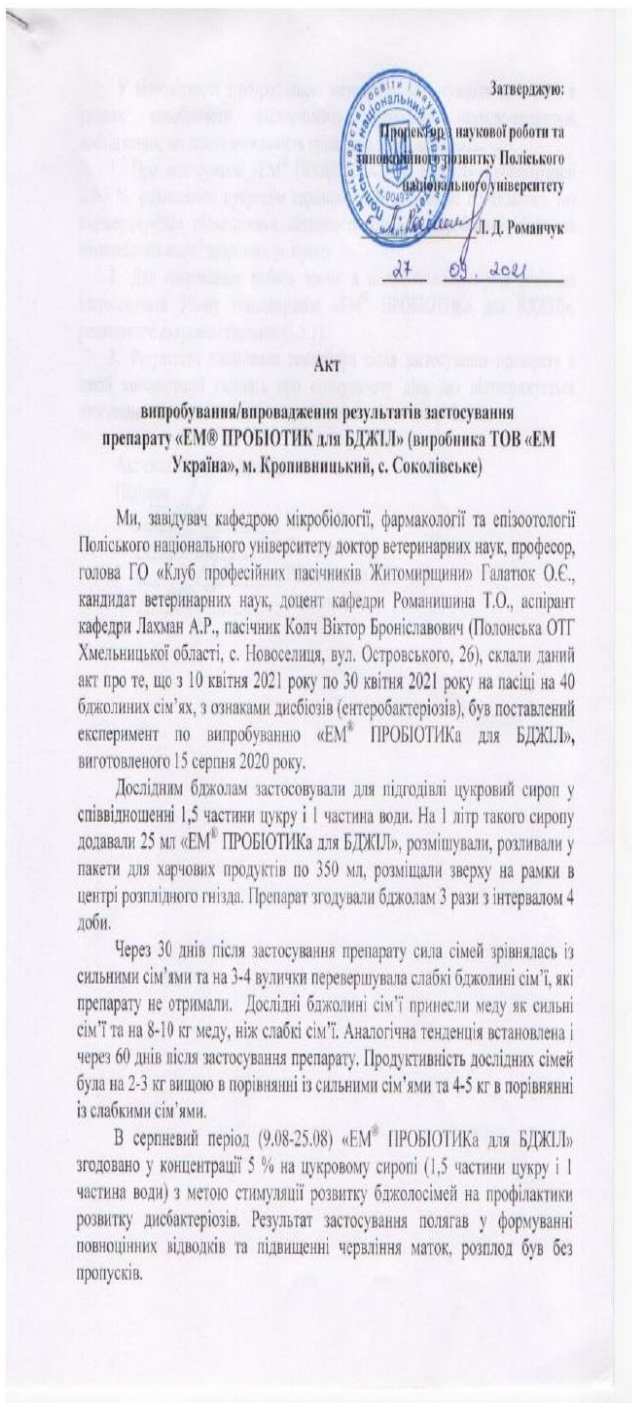 Затверджую:
Проректор з наукової роботи та
інноваційного розвитку Поліського
національного університету
Л. Д. Романчук
27 09. 2021
Акт
випробування/впровадження результатів застосування
препарату «ЕМ® ПРОБІОТИК для БДЖІЛ» (виробника ТОВ «ЕМ
Україна», м. Кропивницький, с. Соколівське)
Ми, завідувач кафедрою мікробіології, фармакології та епізоотології
Поліського національного університету доктор ветеринарних наук, професор,
голова ГО «Клуб професійних пасічників Житомирщини» Галатюк О.Є.,
кандидат ветеринарних наук, доцент кафедри Романишина Т.О., аспірант
кафедри Лахман А.Р., пасічник Колч Віктор Броніславович (Полонська ОТГ
Хмельницької області, с. Новоселиця, вул. Островського, 26), склали даний
акт про те, що з 10 квітня 2021 року по 30 квітня 2021 року на пасіці на 40
бджолиних сім’ях, з ознаками дисбіозів (ентеробактеріозів), був поставлений
експеримент по випробуванню «ЕМ® ПРОБІОТИКа для БДЖІЛ»,
виготовленого 15 серпня 2020 року.
Дослідним бджолам застосовували для підгодівлі цукровий сироп у
співвідношенні 1,5 частини цукру і 1 частина води. На 1 літр такого сиропу
додавали 25 мл «ЕМ® ПРОБІОТИКа для БДЖІЛ», розмішували, розливали у
пакети для харчових продуктів по 350 мл, розміщали зверху на рамки в
центрі розплідного гнізда. Препарат згодували бджолам 3 рази з інтервалом 4
доби.
Через 30 днів після застосування препарату сила сімей зрівнялась із
сильними сім’ями та на 3-4 вулички перевершувала слабкі бджолині сім’ї, які
препарату не отримали. Дослідні бджолині сім’ї принесли меду як сильні
сім’ї та на 8-10 кг меду, ніж слабкі сім’ї. Аналогічна тенденція встановлена і
через 60 днів після застосування препарату. Продуктивність дослідних сімей
була на 2-3 кг вищою в порівнянні із сильними сім’ями та 4-5 кг в порівнянні
із слабкими сім’ями.
В серпневий період (9.08-25.08) «ЕМ® ПРОБІОТИКа для БДЖІЛ»
згодовано у концентрації 5 % на цукровому сиропі (1,5 частини цукру і 1
частина води) з метою стимуляції розвитку бджолосімей на профілактики
розвитку дисбактеріозів. Результат застосування полягав у формуванні
повноцінних відводків та підвищенні червління маток, розплод був без
пропусків.